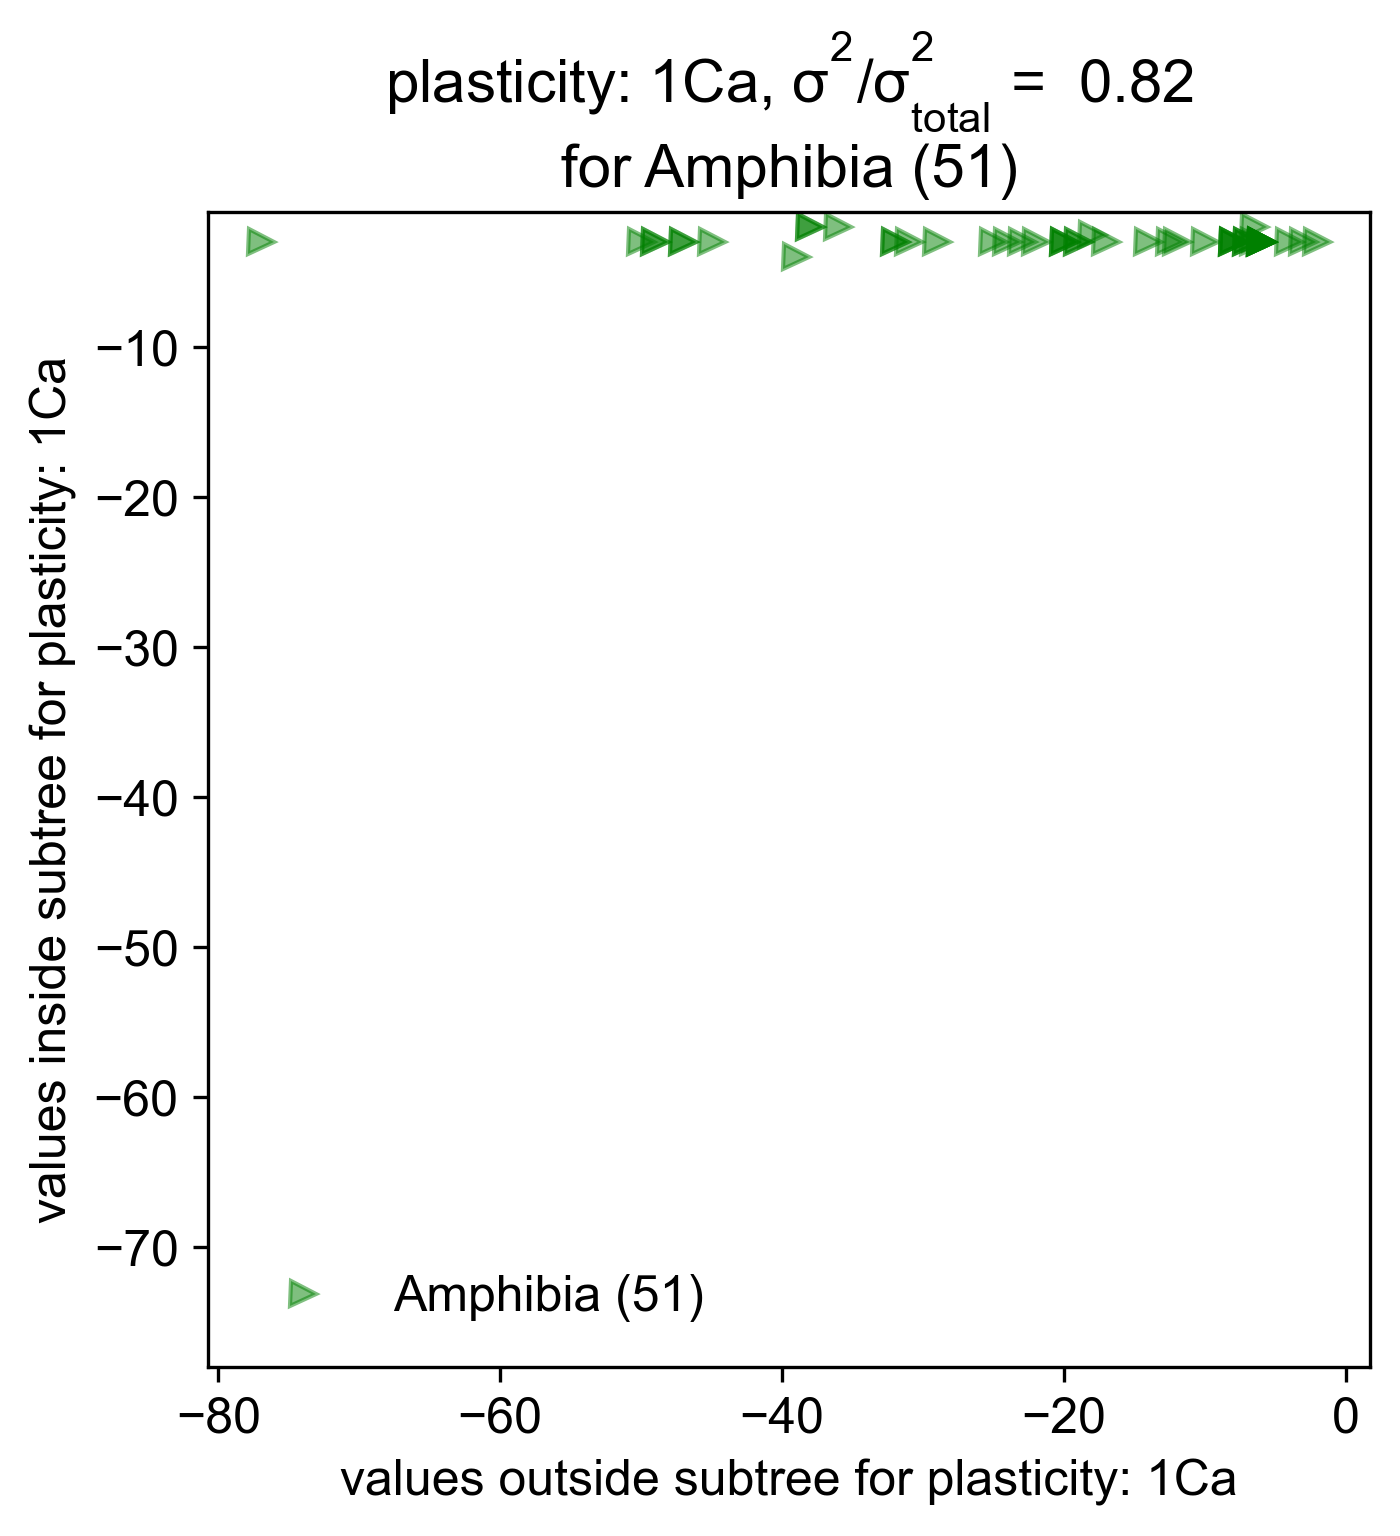 plasticity: 1Ca, σ²/σ²total = 0.82
for Amphibia (51)
values inside subtree for plasticity: 1Ca
−10
−20
−30
−40
−50
−60
−70
Amphibia (51)
−80 −60 −40 −20 0
values outside subtree for plasticity: 1Ca